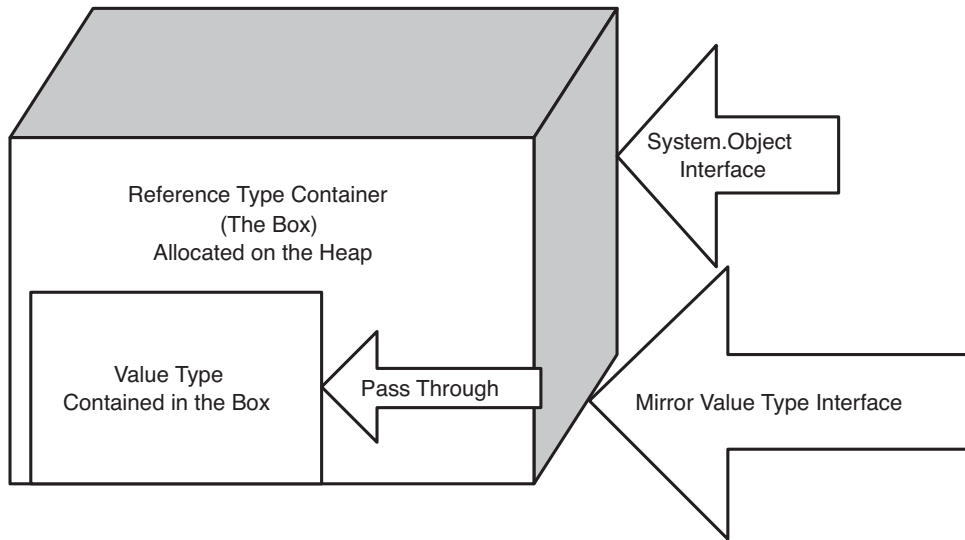 Reference Type Container
(The Box)
Allocated on the Heap
System.Object
Interface
Value Type
Contained in the Box
Pass Through
Mirror Value Type Interface